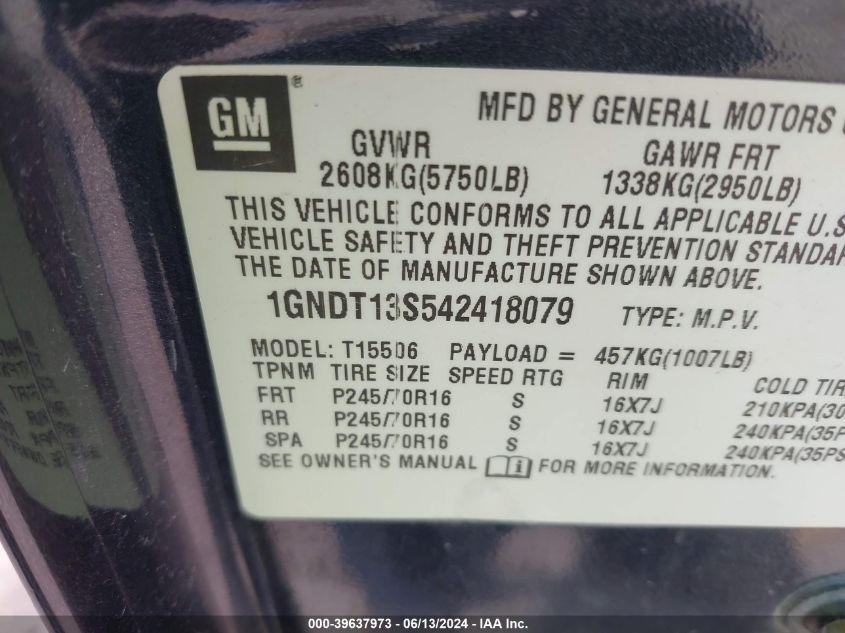 GM ®
MFD BY GENERAL MOTORS
GVWR GAWR FRT
2608KG(5750LB) 1338KG(2950LB)
THIS VEHICLE CONFORMS TO ALL APPLICABLE U.S
VEHICLE SAFETY AND THEFT PREVENTION STANDAR
THE DATE OF MANUFACTURE SHOWN ABOVE.
1GNDT13S542418079 TYPE: M.P.V.
MODEL: T15506 PAYLOAD = 457KG(1007LB)
TPNM TIRE SIZE SPEED RTG RIM COLD TIR
FRT P245/70R16 S 16X7J 210KPA(30
RR P245/70R16 S 16X7J 240KPA(35P
SPA P245/70R16 S 16X7J 240KPA(35PS
SEE OWNER'S MANUAL i FOR MORE INFORMATION.
000-39637973 - 06/13/2024 - IAA Inc.